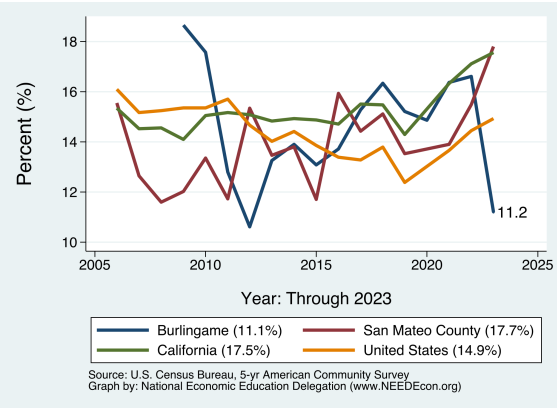 Percent (%)
18
16
14
12
10
11.2
2005 2010 2015 2020 2025
Year: Through 2023
Burlingame (11.1%) San Mateo County (17.7%)
California (17.5%) United States (14.9%)
Source: U.S. Census Bureau, 5-yr American Community Survey
Graph by: National Economic Education Delegation (www.NEEDEcon.org)